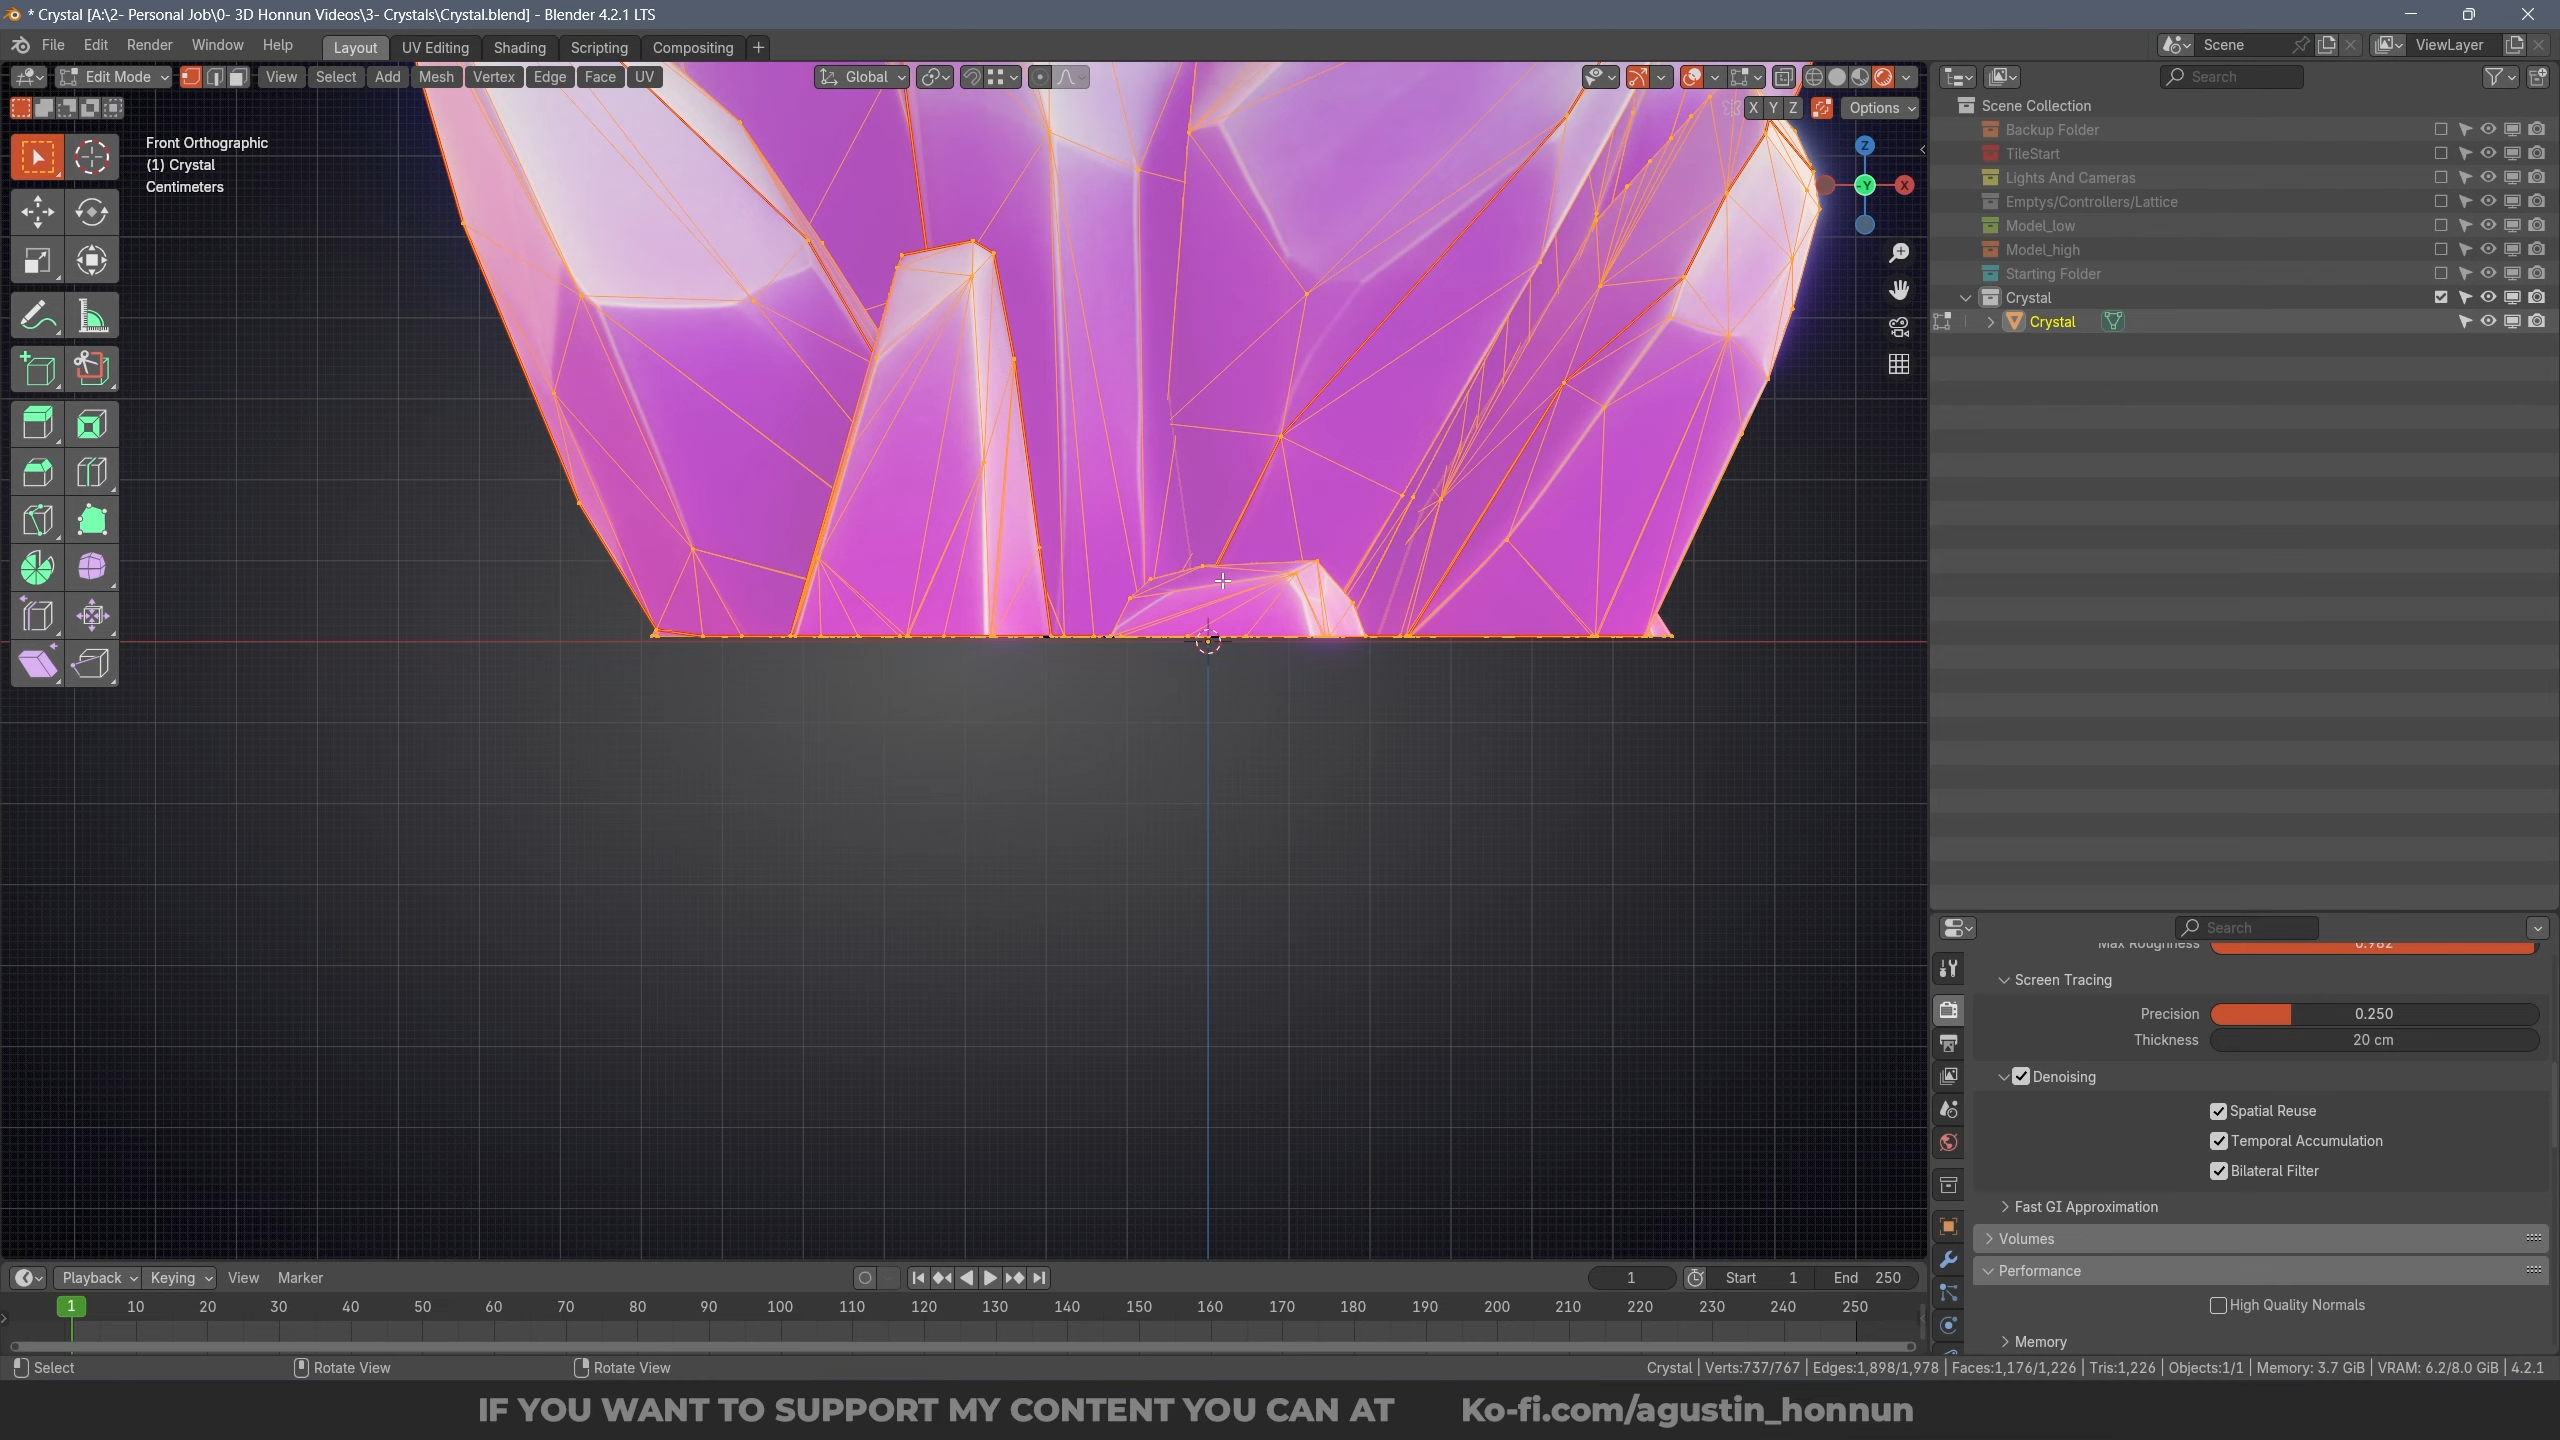 * Crystal [A:\2- Personal Job\0- 3D Honnun Videos\3- Crystals\Crystal.blend] - Blender 4.2.1 LTS
File Edit Render Window Help Layout UV Editing Shading Scripting Compositing + Scene ViewLayer
Edit Mode View Select Add Mesh Vertex Edge Face UV Global Search
X Y Z Options
Scene Collection
Backup Folder
TileStart
Lights And Cameras
Emptys/Controllers/Lattice
Model_low
Model_high
Starting Folder
Crystal
Crystal
Front Orthographic
(1) Crystal
Centimeters
Z
-Y X
Search
Max Roughness 0.982
Screen Tracing
Precision 0.250
Thickness 20 cm
Denoising
Spatial Reuse
Temporal Accumulation
Bilateral Filter
Fast GI Approximation
Volumes
Performance
High Quality Normals
Memory
Playback Keying View Marker 1 Start 1 End 250
1 10 20 30 40 50 60 70 80 90 100 110 120 130 140 150 160 170 180 190 200 210 220 230 240 250
Select Rotate View Rotate View Crystal | Verts:737/767 | Edges:1,898/1,978 | Faces:1,176/1,226 | Tris:1,226 | Objects:1/1 | Memory: 3.7 GiB | VRAM: 6.2/8.0 GiB | 4.2.1
IF YOU WANT TO SUPPORT MY CONTENT YOU CAN AT Ko-fi.com/agustin_honnun